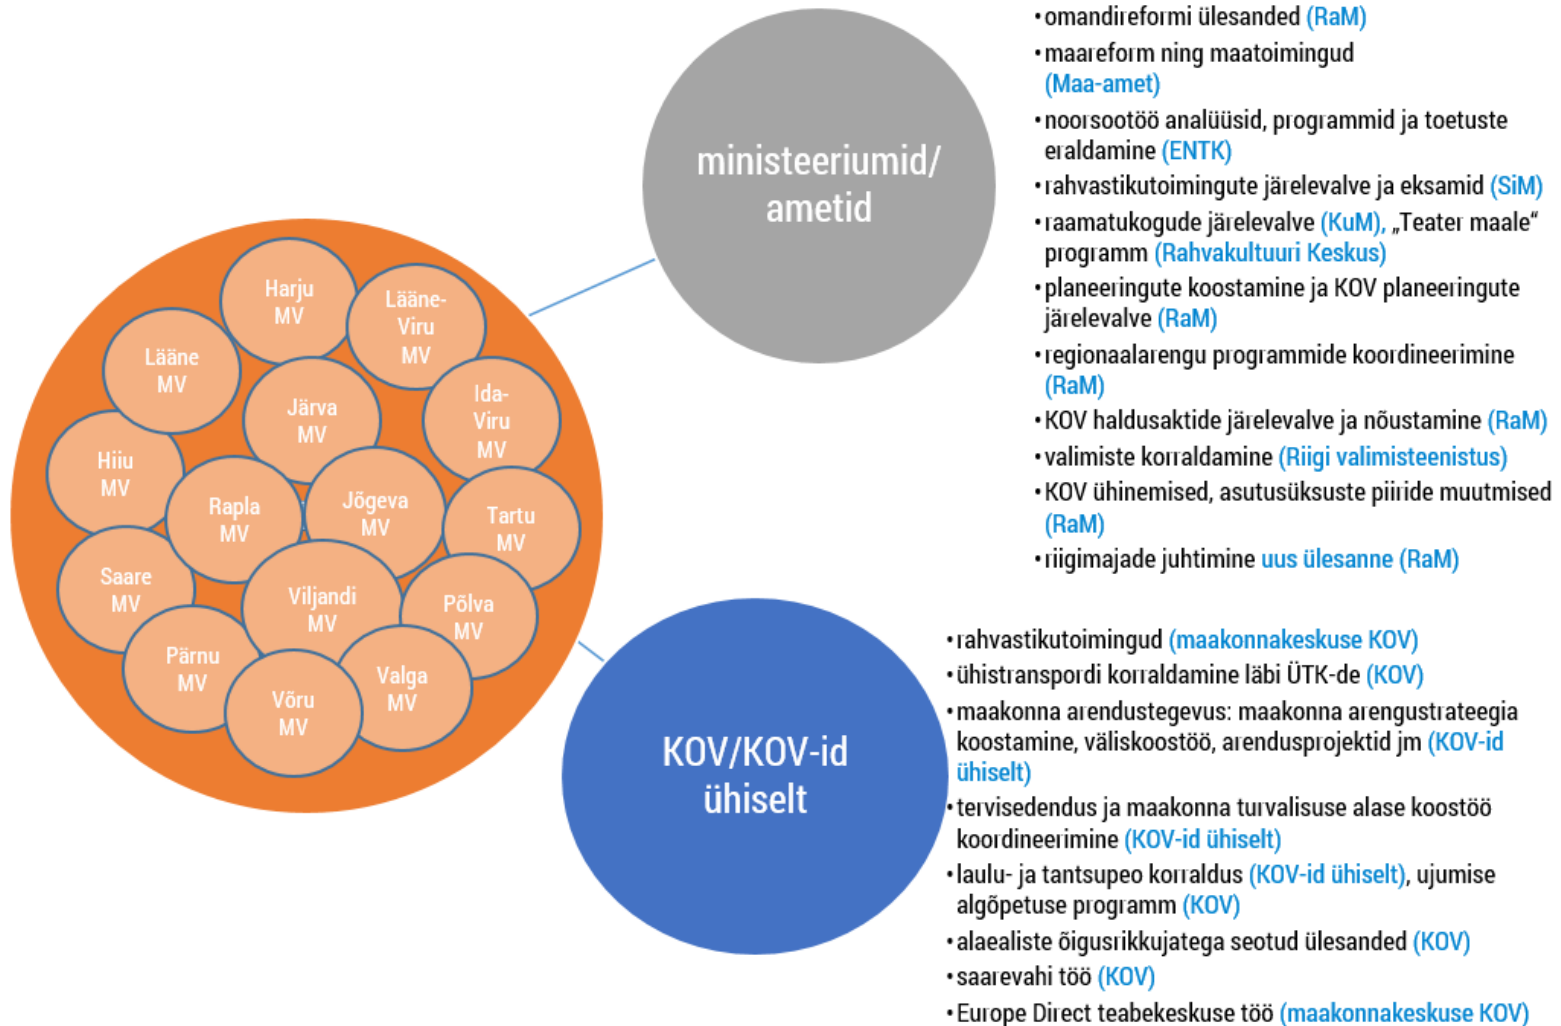 ministeeriumid/
ametid
•omandireformi ülesanded (RaM)
•maareform ning maatoimingud
(Maa-amet)
•noorsootöö analüüsid, programmid ja toetuste
eraldamine (ENTK)
•rahvastikutoimingute järelevalve ja eksamid (SiM)
•raamatukogude järelevalve (KuM), „Teater maale“
programm (Rahvakultuuri Keskus)
•planeeringute koostamine ja KOV planeeringute
järelevalve (RaM)
•regionaalarengu programmide koordineerimine
(RaM)
•KOV haldusaktide järelevalve ja nõustamine (RaM)
•valimiste korraldamine (Riigi valimisteenistus)
•KOV ühinemised, asutusüksuste piiride muutmised
(RaM)
•riigimajade juhtimine uus ülesanne (RaM)
Harju
MV
Lääne-
Viru
MV
Lääne
MV
Järva
MV
Ida-
Viru
MV
Hiiu
MV
Rapla
MV
Jõgeva
MV
Tartu
MV
Saare
MV
Viljandi
MV
Põlva
MV
Pärnu
MV
Valga
MV
Võru
MV
KOV/KOV-id
ühiselt
•rahvastikutoimingud (maakonnakeskuse KOV)
•ühistranspordi korraldamine läbi ÜTK-de (KOV)
•maakonna arendustegevus: maakonna arengustrateegia
koostamine, väliskoostöö, arendusprojektid jm (KOV-id
ühiselt)
•tervisedendus ja maakonna turvalisuse alase koostöö
koordineerimine (KOV-id ühiselt)
•laulu- ja tantsupeo korraldus (KOV-id ühiselt), ujumise
algõpetuse programm (KOV)
•alaealiste õigusrikkujatega seotud ülesanded (KOV)
•saarevahi töö (KOV)
•Europe Direct teabekeskuse töö (maakonnakeskuse KOV)